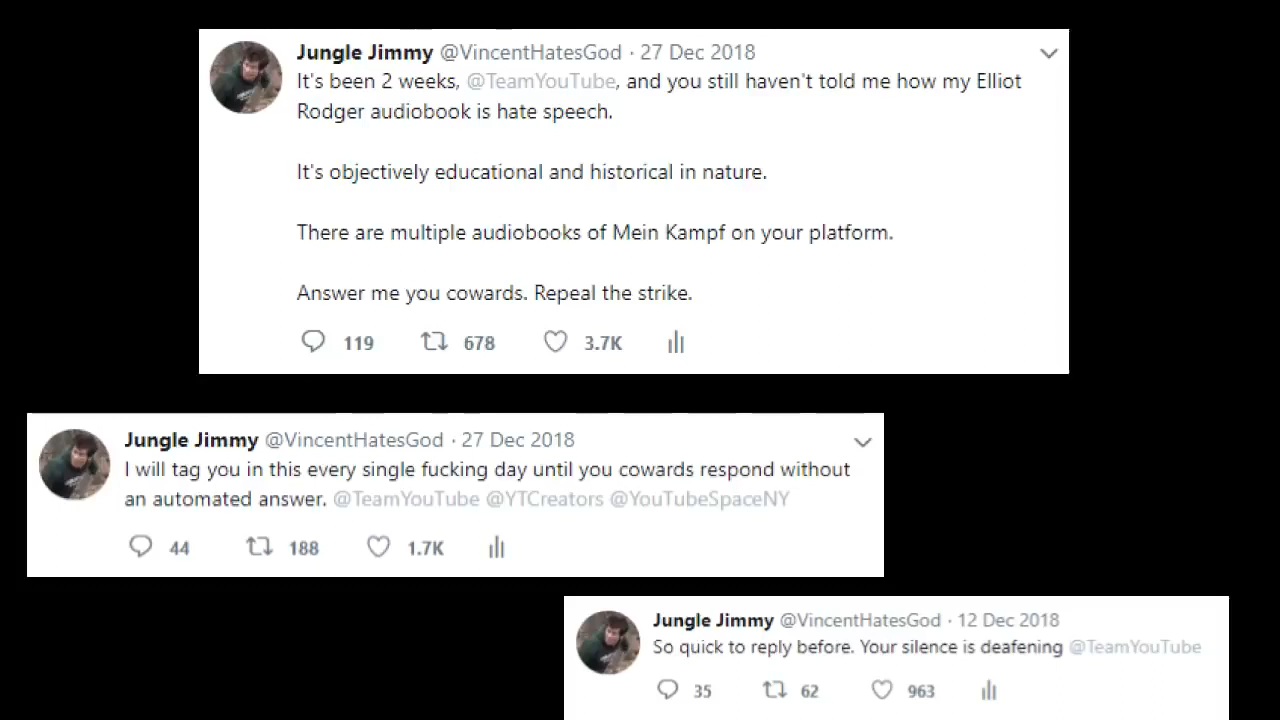 Jungle Jimmy @VincentHatesGod · 27 Dec 2018
It's been 2 weeks, @TeamYouTube, and you still haven't told me how my Elliot
Rodger audiobook is hate speech.
It's objectively educational and historical in nature.
There are multiple audiobooks of Mein Kampf on your platform.
Answer me you cowards. Repeal the strike.
119 678 3.7K
Jungle Jimmy @VincentHatesGod · 27 Dec 2018
I will tag you in this every single fucking day until you cowards respond without
an automated answer. @TeamYouTube @YTCreators @YouTubeSpaceNY
44 188 1.7K
Jungle Jimmy @VincentHatesGod · 12 Dec 2018
So quick to reply before. Your silence is deafening @TeamYouTube
35 62 963